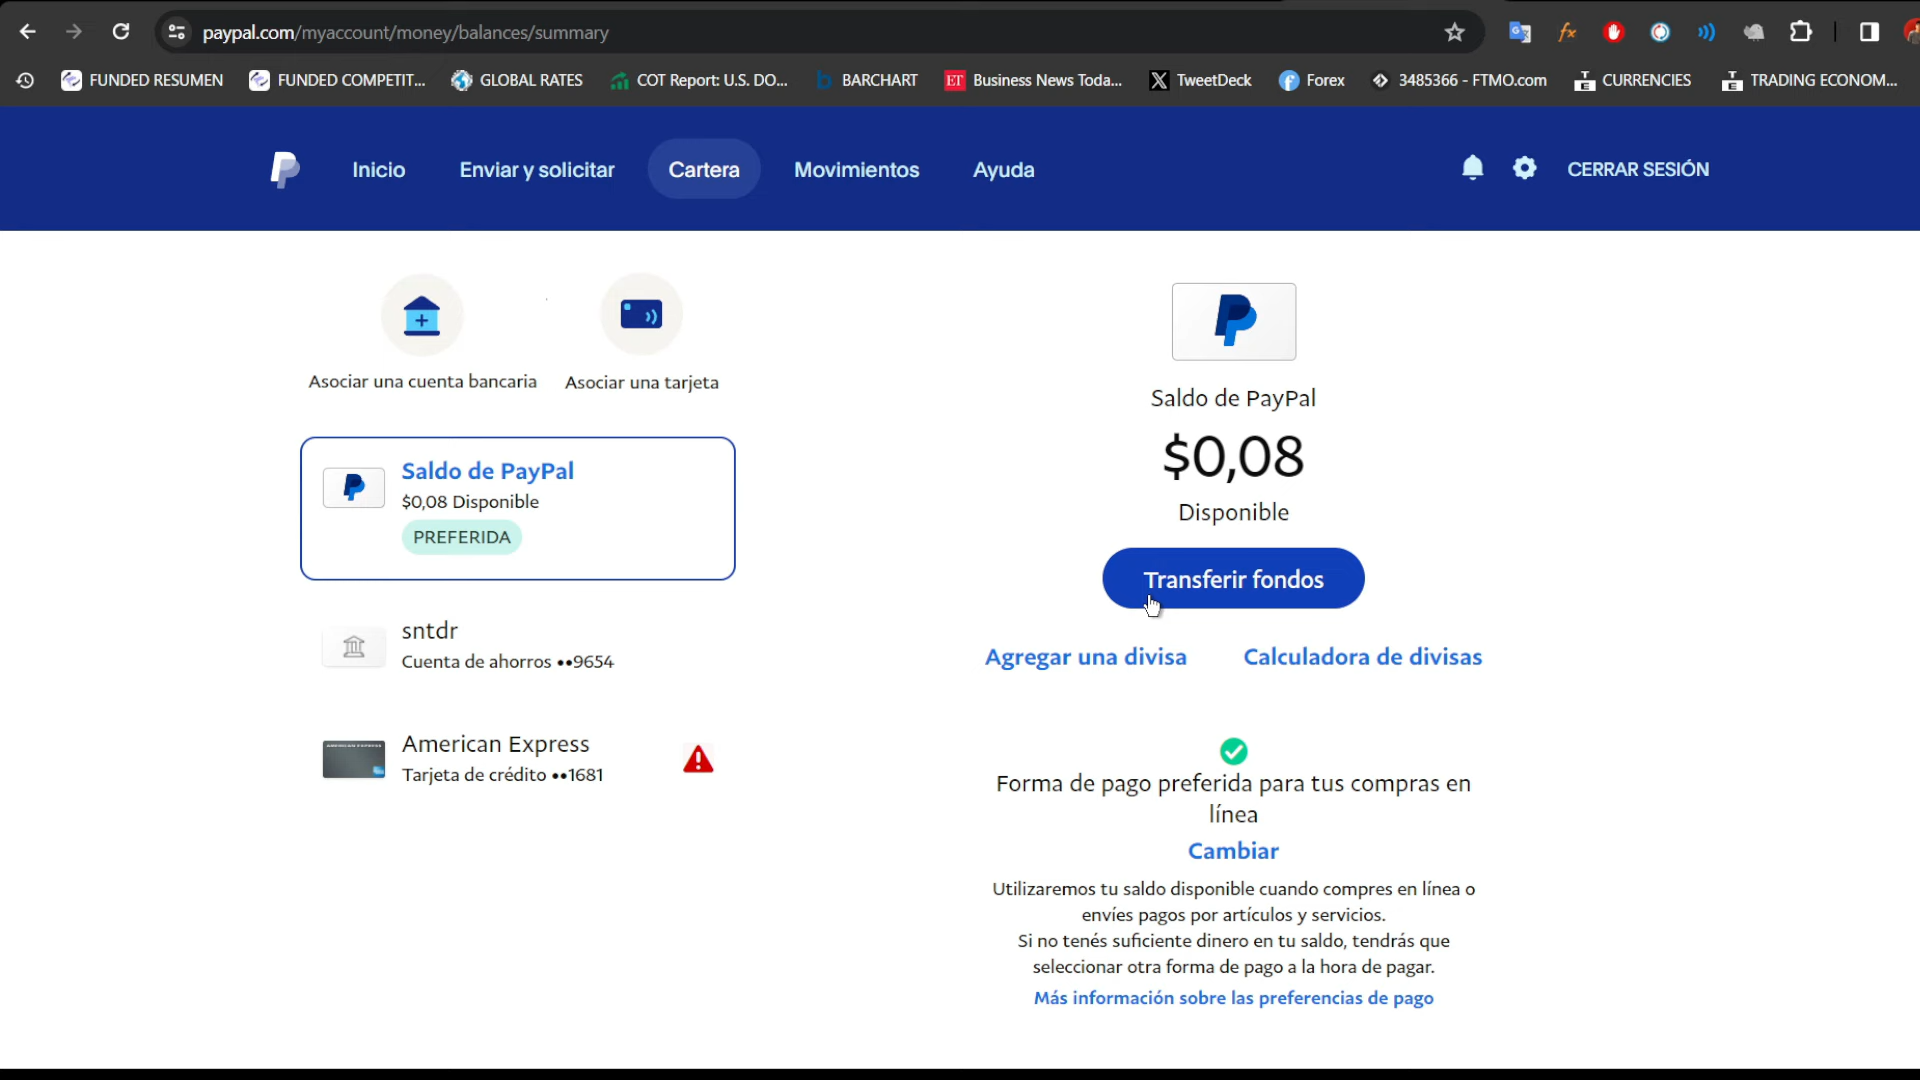 paypal.com/myaccount/money/balances/summary
FUNDED RESUMEN FUNDED COMPETIT... GLOBAL RATES COT Report: U.S. DO... BARCHART ET Business News Toda... TweetDeck Forex 3485366 - FTMO.com CURRENCIES TRADING ECONOM...
Inicio Enviar y solicitar Cartera Movimientos Ayuda CERRAR SESIÓN
Asociar una cuenta bancaria Asociar una tarjeta
Saldo de PayPal
$0,08 Disponible
PREFERIDA
sntdr
Cuenta de ahorros ••9654
American Express
Tarjeta de crédito ••1681
Saldo de PayPal
$0,08
Disponible
Transferir fondos
Agregar una divisa Calculadora de divisas
Forma de pago preferida para tus compras en
línea
Cambiar
Utilizaremos tu saldo disponible cuando compres en línea o
envíes pagos por artículos y servicios.
Si no tenés suficiente dinero en tu saldo, tendrás que
seleccionar otra forma de pago a la hora de pagar.
Más información sobre las preferencias de pago